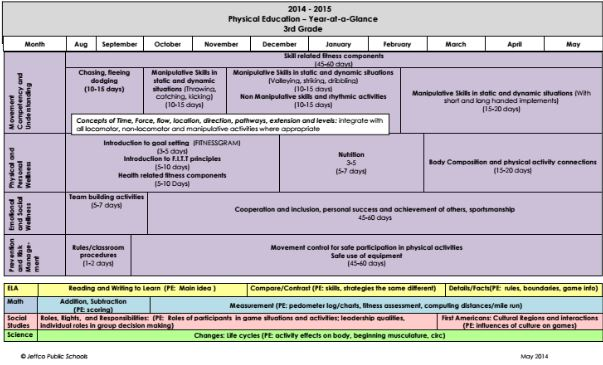 2014 - 2015
Physical Education – Year-at-a-Glance
3rd Grade
Month Aug September October November December January February March April May
Movement
Competency and
Understanding
Skill related fitness components
(45-60 days)
Chasing, fleeing
dodging
(10-15 days)
Manipulative Skills in
static and dynamic
situations (Throwing,
catching, kicking)
(10-15 days)
Manipulative Skills in static and dynamic situations
(Volleying, striking, dribbling)
(10-15 days)
Non Manipulative skills and rhythmic activities
(10-15 days)
Manipulative Skills in static and dynamic situations (With
short and long handed implements)
(15-20 days)
Concepts of Time, Force, flow, location, direction, pathways, extension and levels: integrate with
all locomotor, non-locomotor and manipulative activities where appropriate
Physical and
Personal
Wellness
Introduction to goal setting (FITNESSGRAM)
(3-5 days)
Introduction to F.I.T.T principles
(5-10 days)
Health related fitness components
(5-10 Days)
Nutrition
3-5
(5-7 days)
Body Composition and physical activity connections
(15-20 days)
Emotional
and Social
Wellness
Team building activities
(5-7 days)
Cooperation and inclusion, personal success and achievement of others, sportsmanship
45-60 days
Prevention
and Risk
Manage-
ment
Rules/classroom
procedures
(1-2 days)
Movement control for safe participation in physical activities
Safe use of equipment
(45-60 days)
ELA Reading and Writing to Learn (PE: Main idea ) Compare/Contrast (PE: skills, strategies the same different) Details/Facts(PE: rules, boundaries, game info)
Math Addition, Subtraction
(PE: scoring)
Measurement (PE: pedometer log/charts, fitness assessment, computing distances/mile run)
Social
Studies
Roles, Rights, and Responsibilities: (PE: Roles of participants in game situations and activities; leadership qualities,
individual roles in group decision making)
First Americans: Cultural Regions and interactions
(PE: influences of culture on games)
Science Changes: Life cycles (PE: activity effects on body, beginning musculature, circ)
© Jeffco Public Schools May 2014